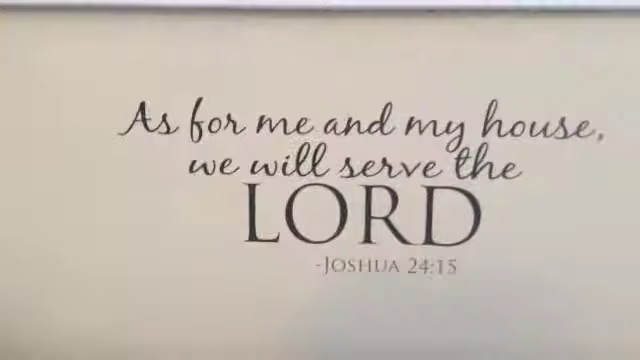 As for me and my house,
we will serve the
LORD
-JOSHUA 24:15